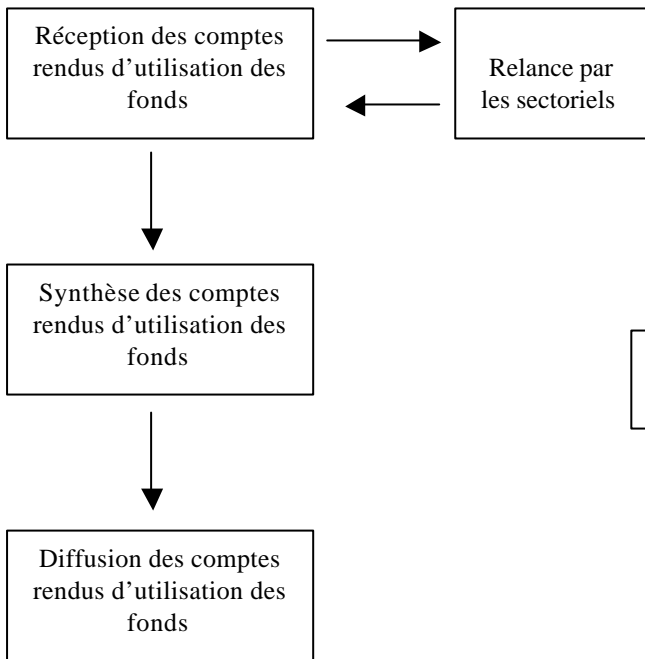 Réception des comptes
rendus d’utilisation des
fonds
Relance par
les sectoriels
Synthèse des comptes
rendus d’utilisation des
fonds
Diffusion des comptes
rendus d’utilisation des
fonds